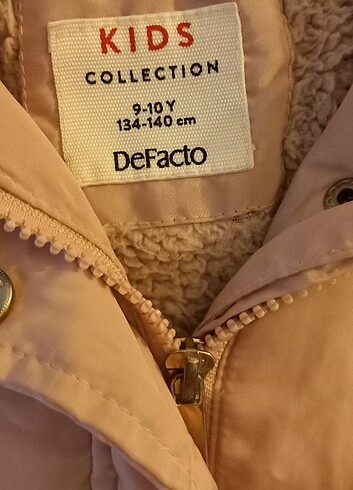 KIDS
COLLECTION
9-10 Y
134-140 cm
DeFacto